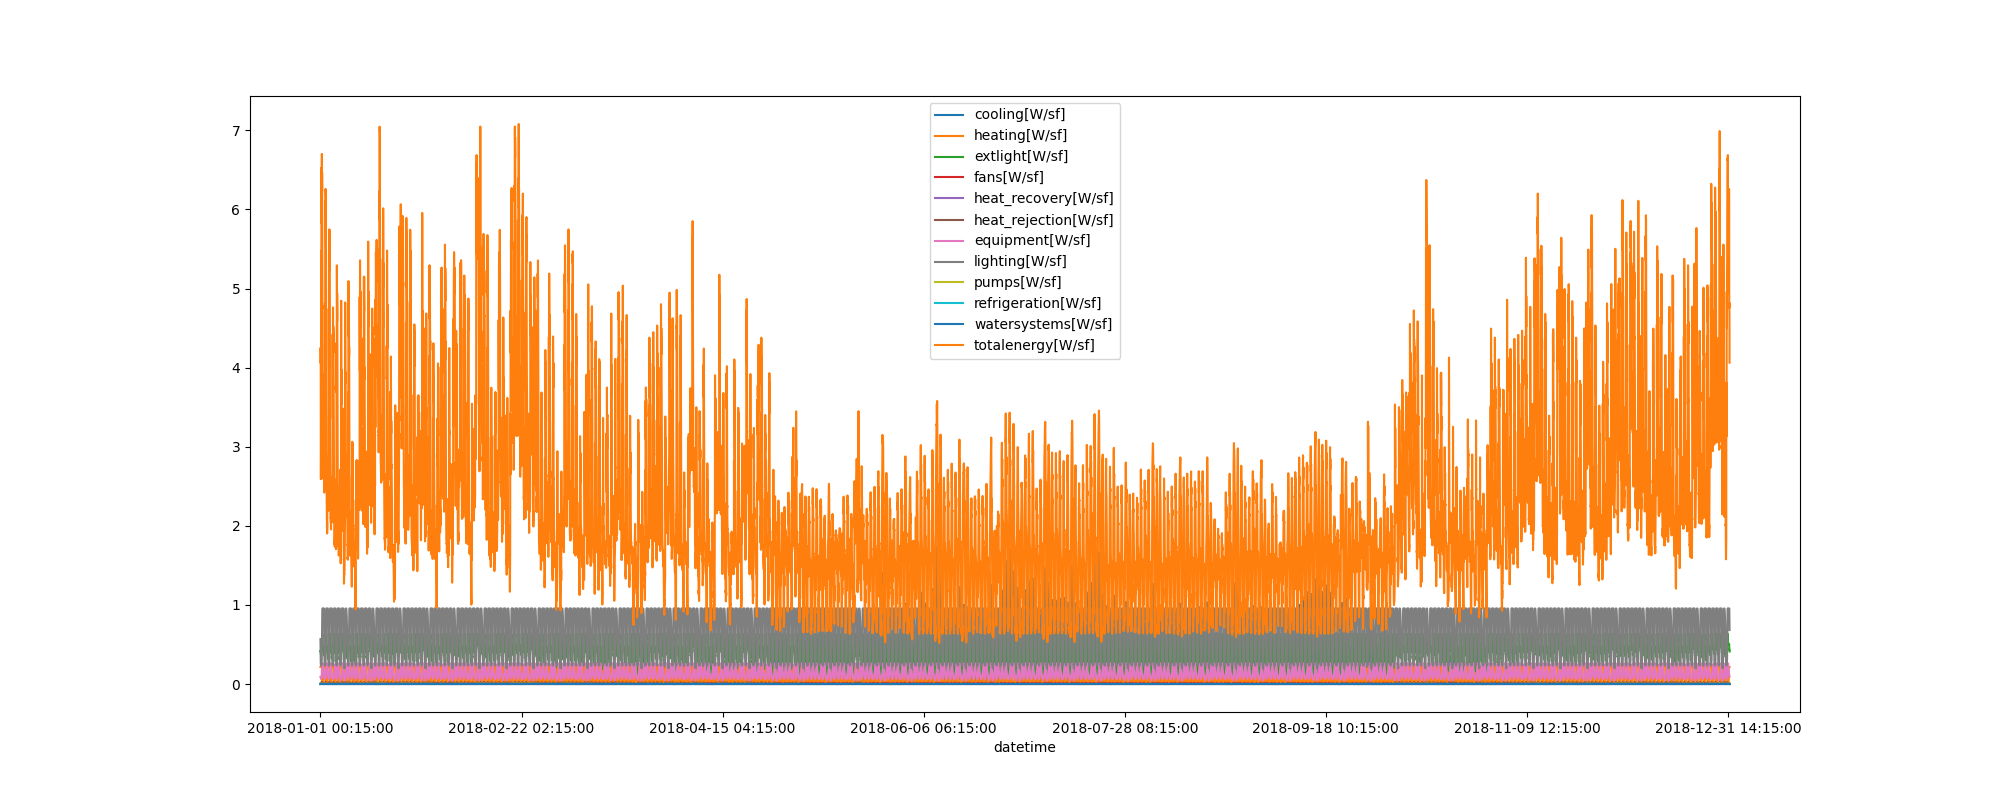 7
6
5
4
3
2
1
0
cooling[W/sf]
heating[W/sf]
extlight[W/sf]
fans[W/sf]
heat_recovery[W/sf]
heat_rejection[W/sf]
equipment[W/sf]
lighting[W/sf]
pumps[W/sf]
refrigeration[W/sf]
watersystems[W/sf]
totalenergy[W/sf]
2018-01-01 00:15:00 2018-02-22 02:15:00 2018-04-15 04:15:00 2018-06-06 06:15:00 2018-07-28 08:15:00 2018-09-18 10:15:00 2018-11-09 12:15:00 2018-12-31 14:15:00
datetime